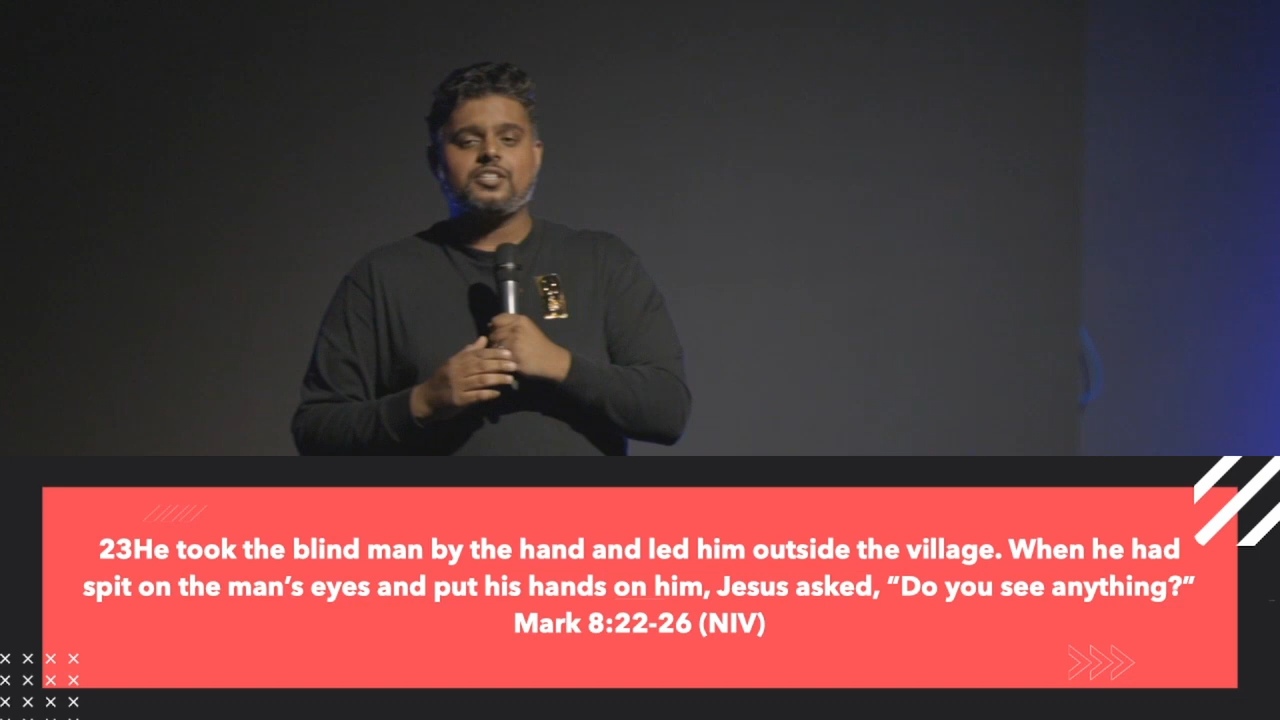 23He took the blind man by the hand and led him outside the village. When he had
spit on the man’s eyes and put his hands on him, Jesus asked, “Do you see anything?”
Mark 8:22-26 (NIV)